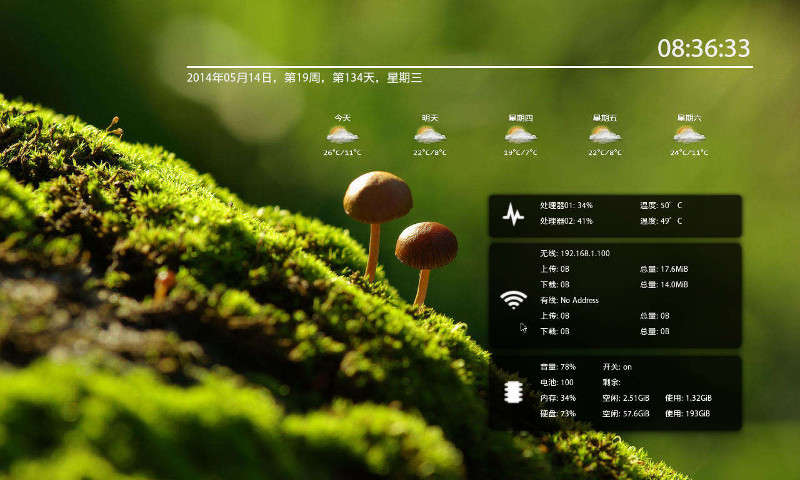 08:36:33
2014年05月14日，第19周，第134天，星期三
今天 明天 星期四 星期五 星期六
26°C/11°C 22°C/8°C 19°C/7°C 22°C/8°C 24°C/11°C
处理器01: 34% 温度: 50° C
处理器02: 41% 温度: 49° C
无线: 192.168.1.100
上传: 0B 总量: 17.6MiB
下载: 0B 总量: 14.0MiB
有线: No Address
上传: 0B 总量: 0B
下载: 0B 总量: 0B
音量: 78% 开关: on
电池: 100 剩余:
内存: 34% 空闲: 2.51GiB 使用: 1.32GiB
硬盘: 73% 空闲: 57.6GiB 使用: 193GiB